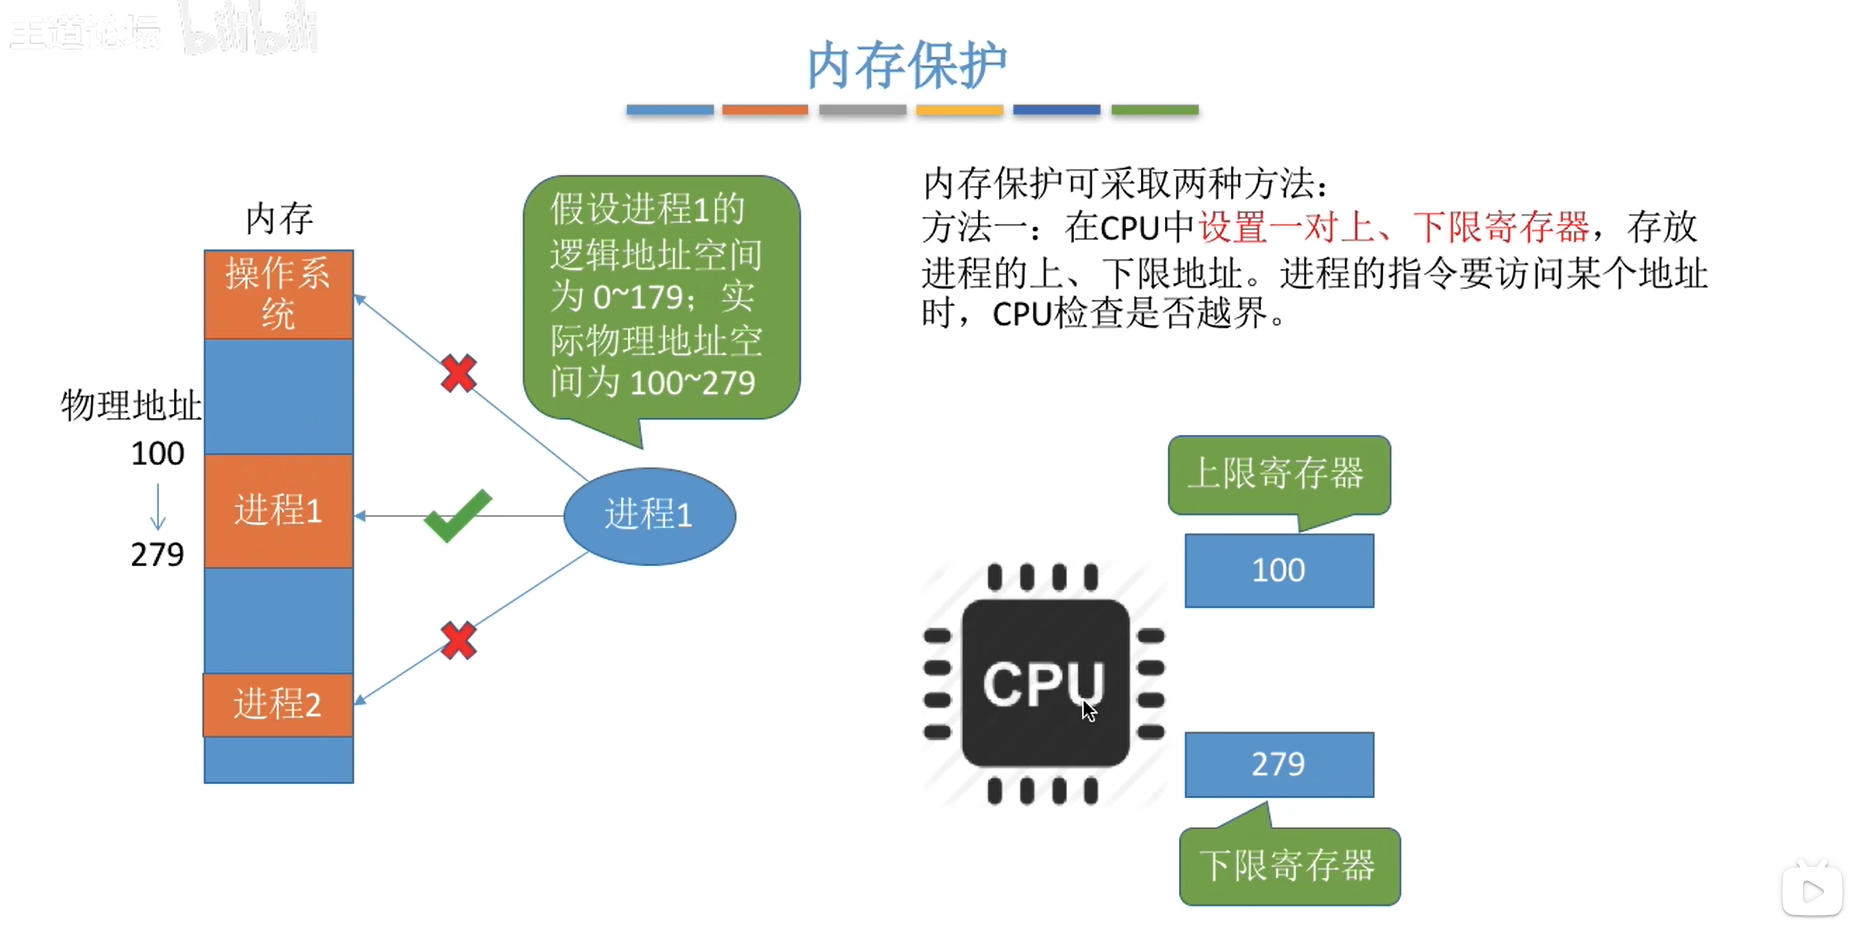 王道论坛 bilibili
内存保护
内存
操作系
统
物理地址
100
279
进程1
进程2
假设进程1的
逻辑地址空间
为 0~179；实
际物理地址空
间为 100~279
进程1
内存保护可采取两种方法：
方法一：在CPU中设置一对上、下限寄存器，存放
进程的上、下限地址。进程的指令要访问某个地址
时，CPU检查是否越界。
上限寄存器
100
CPU
279
下限寄存器